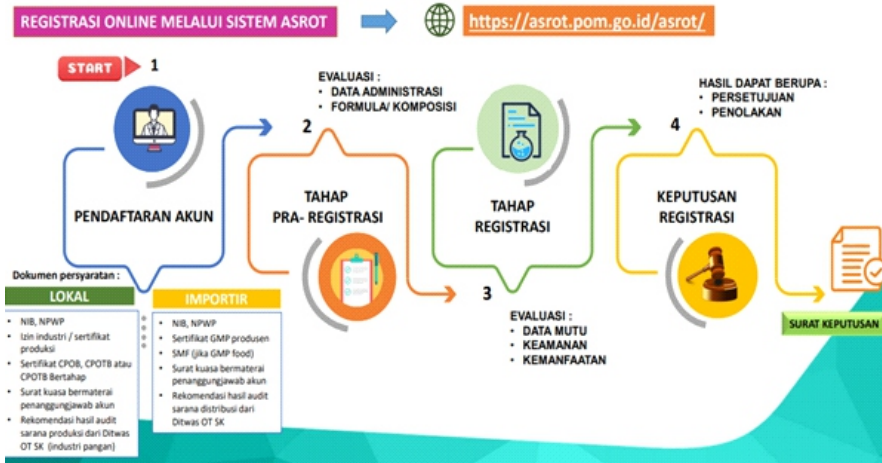 REGISTRASI ONLINE MELALUI SISTEM ASROT
https://asrot.pom.go.id/asrot/
START
1
PENDAFTARAN AKUN
Dokumen persyaratan :
LOKAL
• NIB, NPWP
• Izin industri / sertifikat
produksi
• Sertifikat CPOB, CPOTB atau
CPOTB Bertahap
• Surat kuasa bermaterai
penanggungjawab akun
• Rekomendasi hasil audit
sarana produksi dari Ditwas
OT SK (industri pangan)
IMPORTIR
• NIB, NPWP
• Sertifikat GMP produsen
• SMF (jika GMP food)
• Surat kuasa bermaterai
penanggungjawab akun
• Rekomendasi hasil audit
sarana distribusi dari
Ditwas OT SK
EVALUASI :
• DATA ADMINISTRASI
• FORMULA/ KOMPOSISI
2
TAHAP
PRA- REGISTRASI
TAHAP
REGISTRASI
3
EVALUASI :
• DATA MUTU
• KEAMANAN
• KEMANFAATAN
HASIL DAPAT BERUPA :
• PERSETUJUAN
• PENOLAKAN
4
KEPUTUSAN
REGISTRASI
SURAT KEPUTUSAN